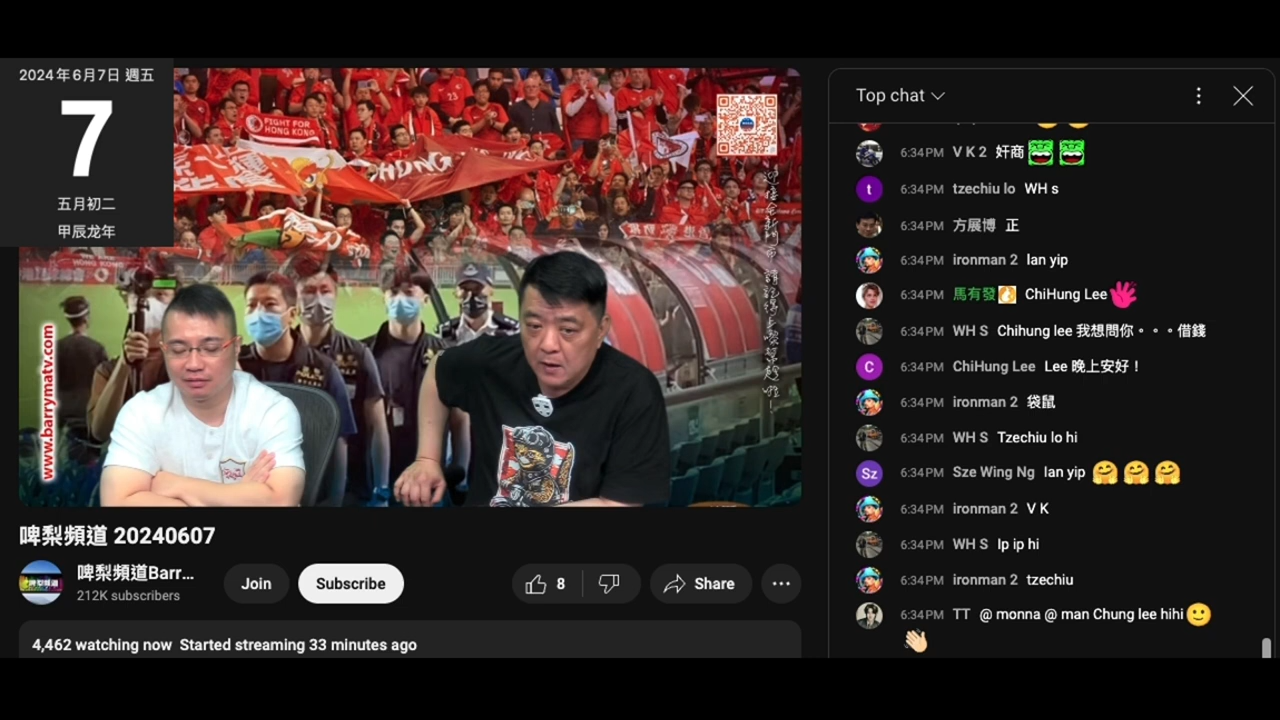 2024年6月7日 週五
7
五月初二
甲辰龙年
FIGHT FOR
HONG KONG
www.barrymatv.com
啤梨頻道 20240607
啤梨頻道Barr...
212K subscribers
Join
Subscribe
8
Share
4,462 watching now Started streaming 33 minutes ago
Top chat
6:34PM V K 2 奸商
6:34PM tzechiu lo WH s
6:34PM 方展博 正
6:34PM ironman 2 Ian yip
6:34PM 馬有發 ChiHung Lee
6:34PM WH S Chihung lee 我想問你。。。借錢
6:34PM ChiHung Lee Lee 晚上安好！
6:34PM ironman 2 袋鼠
6:34PM WH S Tzechiu lo hi
6:34PM Sze Wing Ng Ian yip
6:34PM ironman 2 V K
6:34PM WH S Ip ip hi
6:34PM ironman 2 tzechiu
6:34PM TT @ monna @ man Chung lee hihi